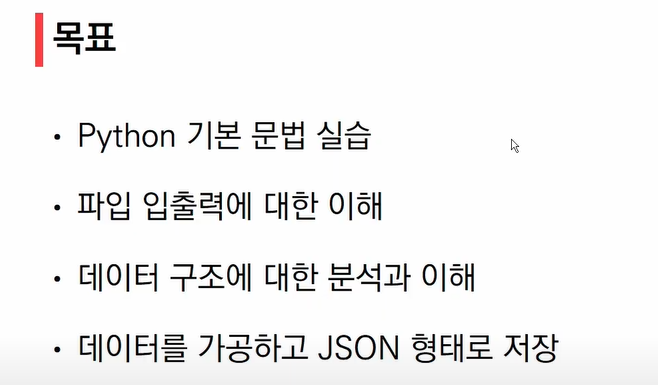 목표
• Python 기본 문법 실습
• 파입 입출력에 대한 이해
• 데이터 구조에 대한 분석과 이해
• 데이터를 가공하고 JSON 형태로 저장